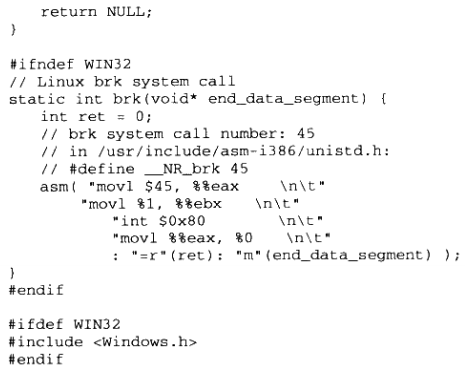 return NULL;
}

#ifndef WIN32
// Linux brk system call
static int brk(void* end_data_segment) {
    int ret = 0;
    // brk system call number: 45
    // in /usr/include/asm-i386/unistd.h:
    // #define __NR_brk 45
    asm( "movl $45, %%eax     \n\t"
        "movl %1, %%ebx    \n\t"
            "int $0x80         \n\t"
            "movl %%eax, %0    \n\t"
            : "=r"(ret): "m"(end_data_segment) );
}
#endif

#ifdef WIN32
#include <Windows.h>
#endif